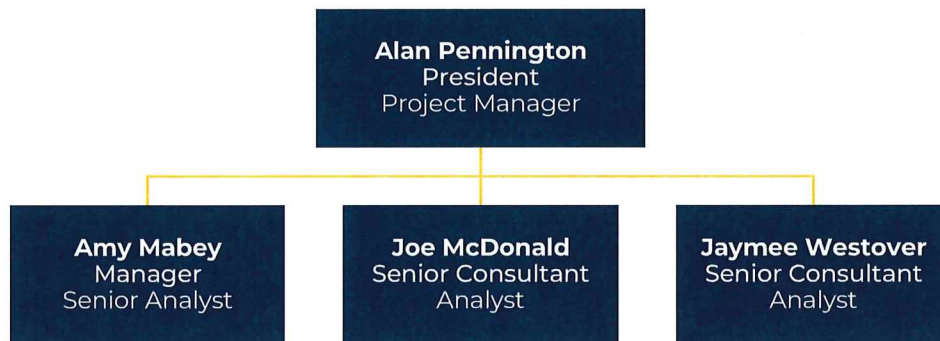 Alan Pennington
President
Project Manager
Amy Mabey
Manager
Senior Analyst
Joe McDonald
Senior Consultant
Analyst
Jaymee Westover
Senior Consultant
Analyst